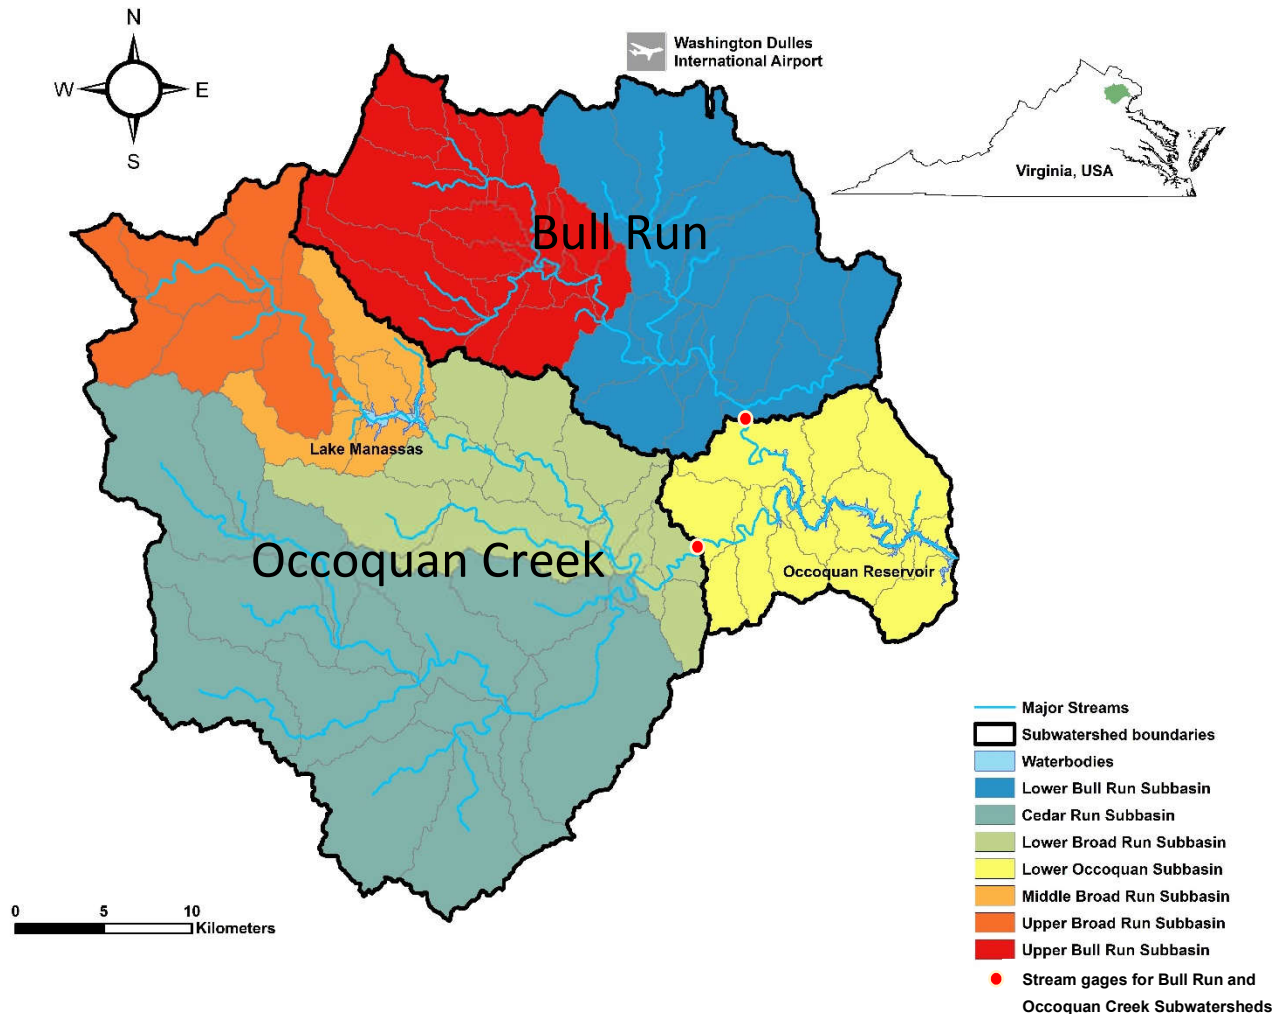 N
Washington Dulles
International Airport
W
E
S
Virginia, USA
Bull Run
Lake Manassas
Occoquan Creek
Occoquan Reservoir
Major Streams
Subwatershed boundaries
Waterbodies
Lower Bull Run Subbasin
Cedar Run Subbasin
Lower Broad Run Subbasin
Lower Occoquan Subbasin
Middle Broad Run Subbasin
Upper Broad Run Subbasin
Upper Bull Run Subbasin
Stream gages for Bull Run and
Occoquan Creek Subwatersheds
0 5 10
Kilometers